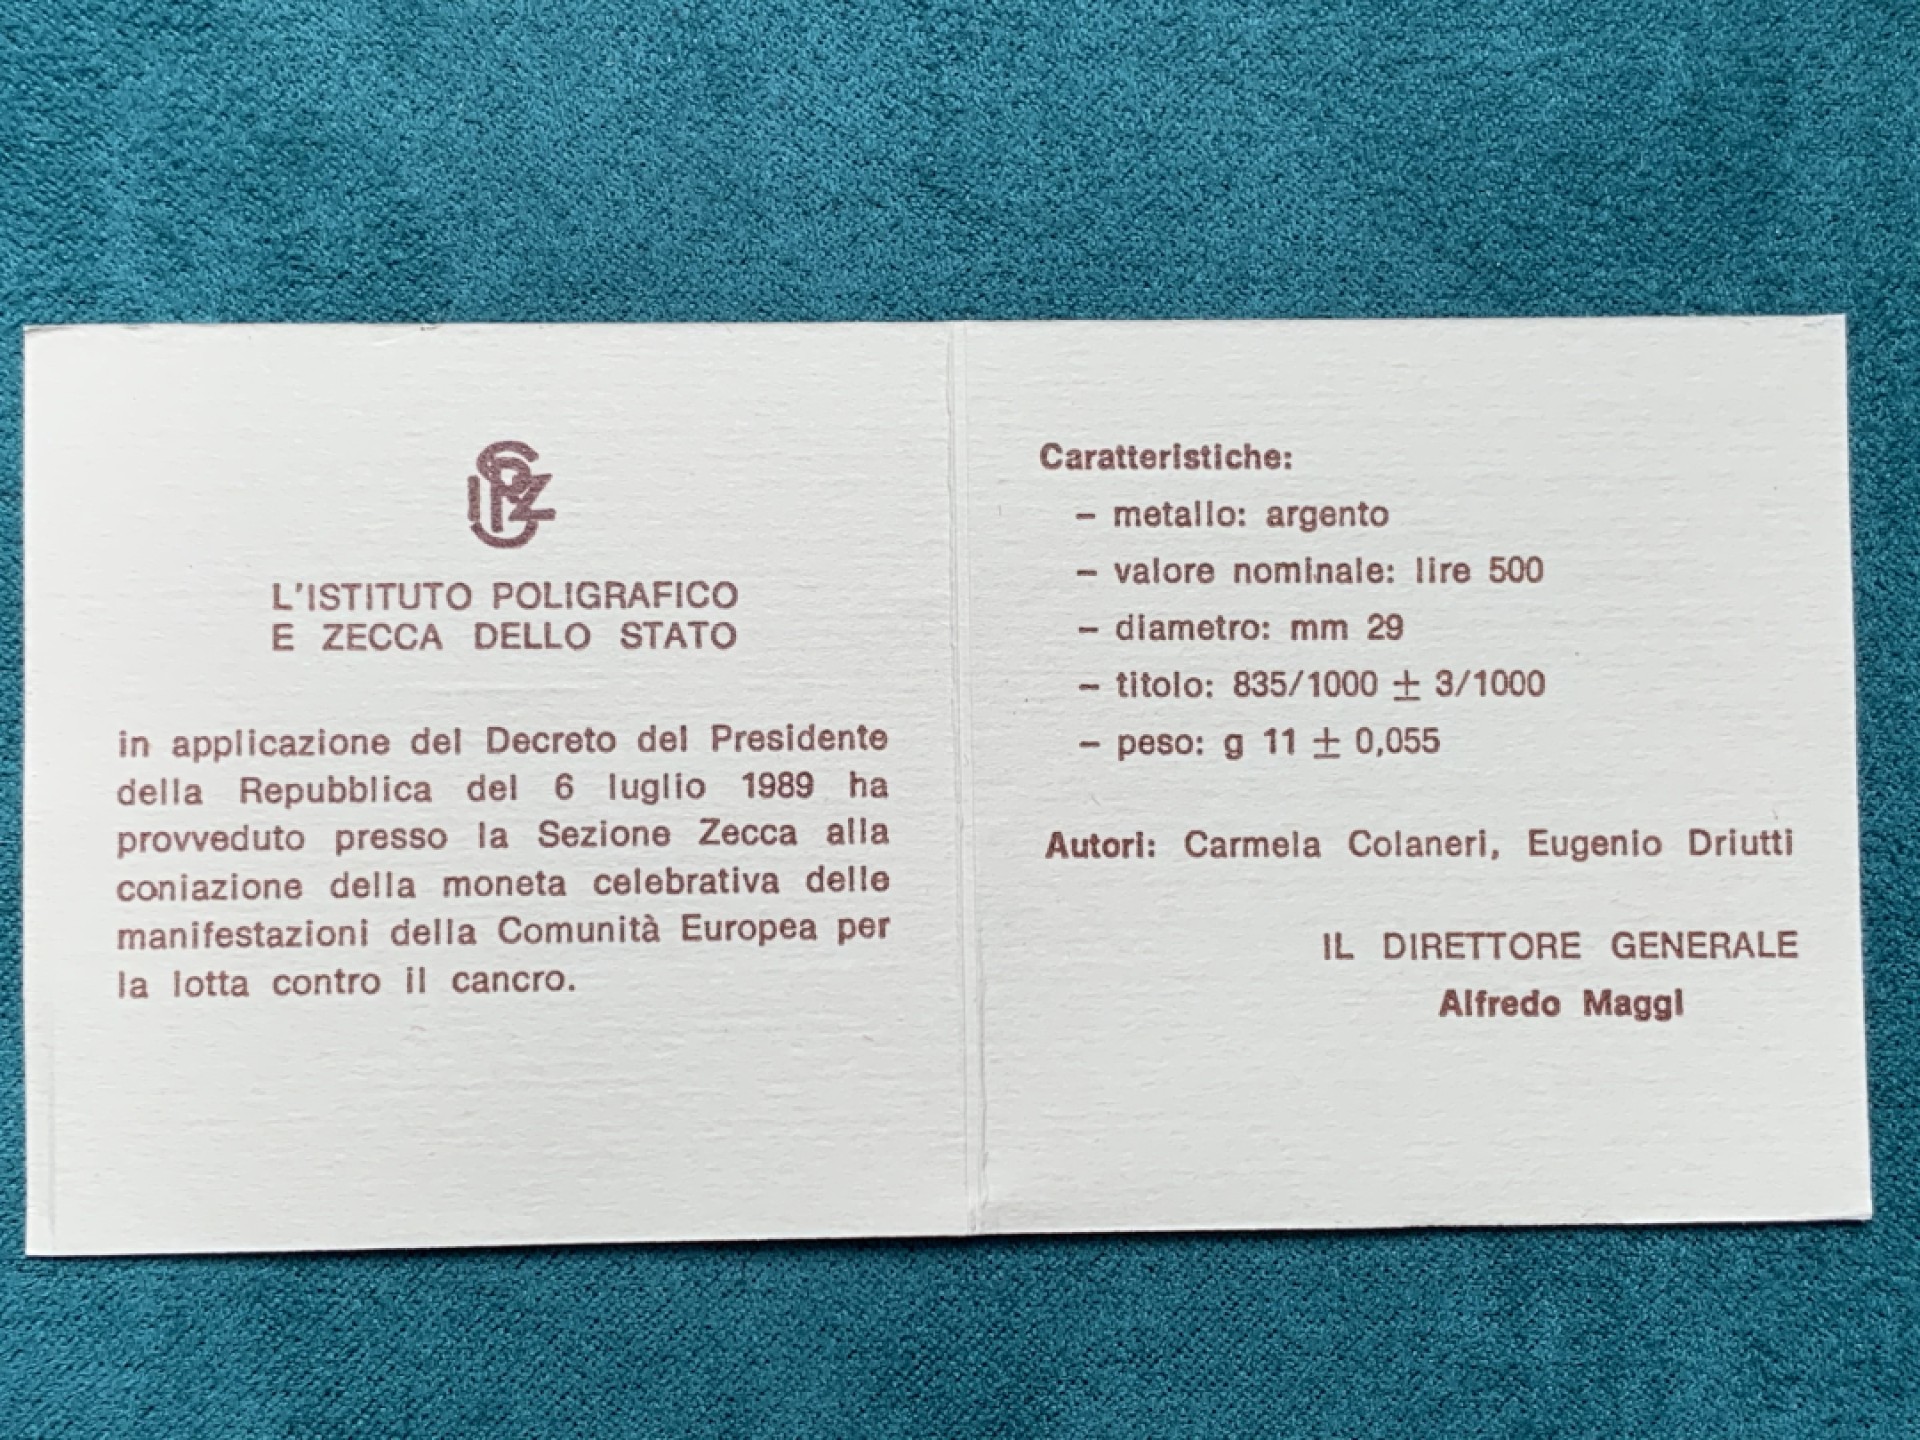 IPZS
L'ISTITUTO POLIGRAFICO
E ZECCA DELLO STATO
in applicazione del Decreto del Presidente
della Repubblica del 6 luglio 1989 ha
provveduto presso la Sezione Zecca alla
coniazione della moneta celebrativa delle
manifestazioni della Comunità Europea per
la lotta contro il cancro.
Caratteristiche:
– metallo: argento
– valore nominale: lire 500
– diametro: mm 29
– titolo: 835/1000 ± 3/1000
– peso: g 11 ± 0,055
Autori: Carmela Colaneri, Eugenio Driutti
IL DIRETTORE GENERALE
Alfredo Maggi